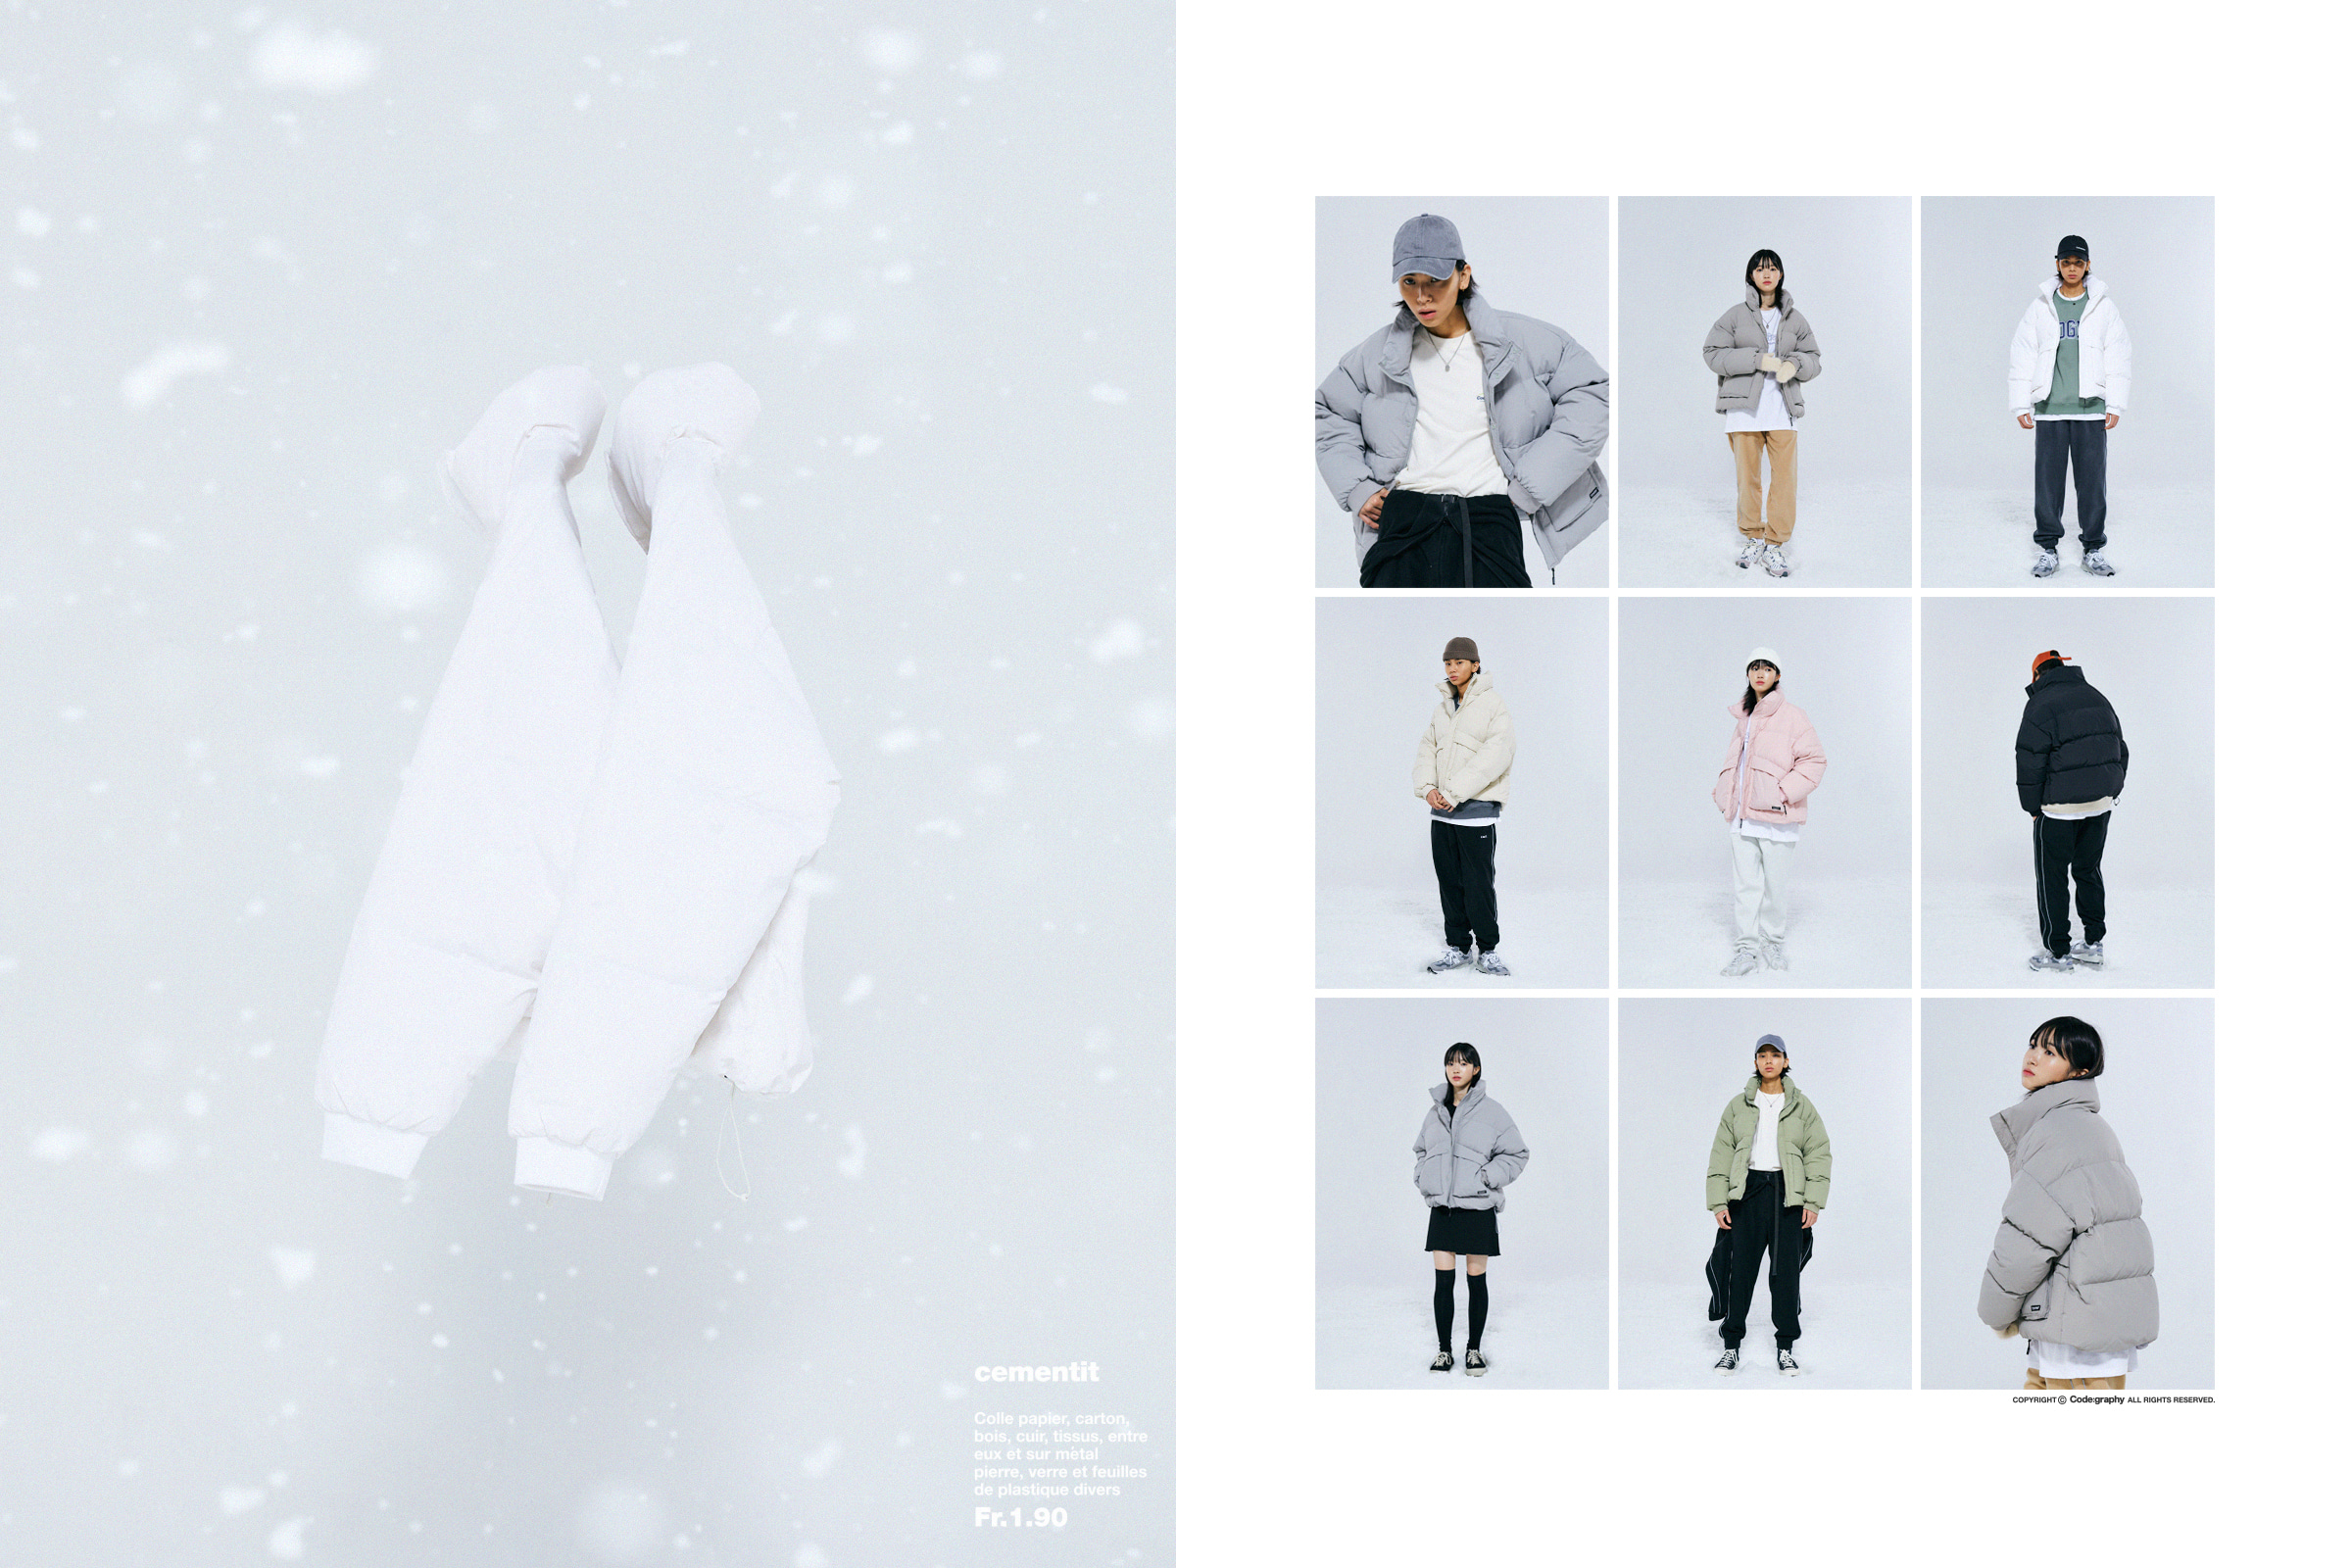 cementit
Colle papier, carton,
bois, cuir, tissus, entre
eux et sur métal
pierre, verre et feuilles
de plastique divers
Fr.1.90
COPYRIGHT © Code:graphy ALL RIGHTS RESERVED.